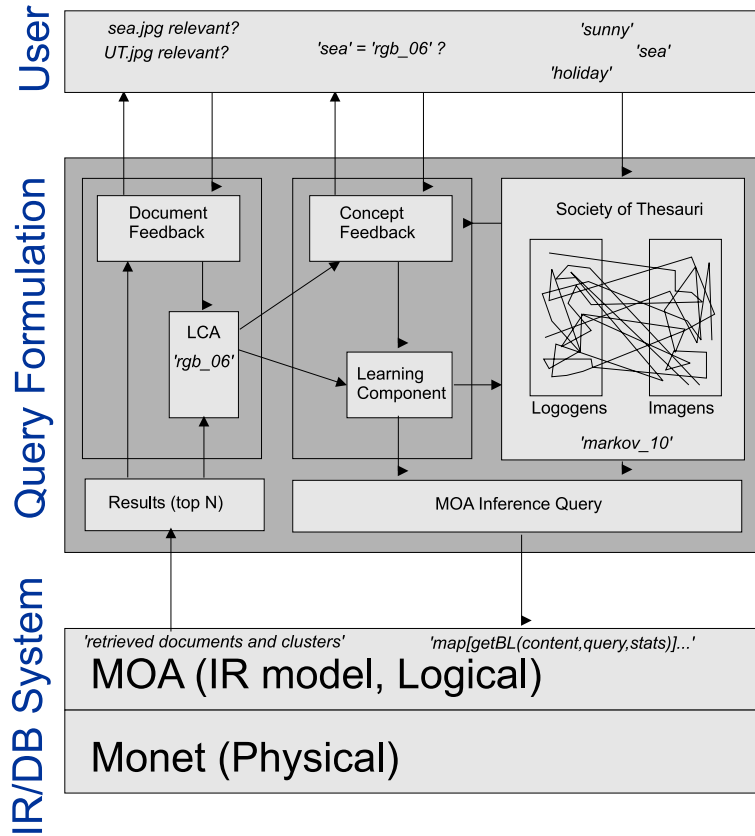 User
sea.jpg relevant?
UT.jpg relevant?
'sea' = 'rgb_06' ?
'sunny'
'sea'
'holiday'
Query Formulation
Document
Feedback
Concept
Feedback
Society of Thesauri
LCA
'rgb_06'
Learning
Component
Logogens
Imagens
'markov_10'
Results (top N)
MOA Inference Query
IR/DB System
'retrieved documents and clusters'
'map[getBL(content,query,stats)]...'
MOA (IR model, Logical)
Monet (Physical)